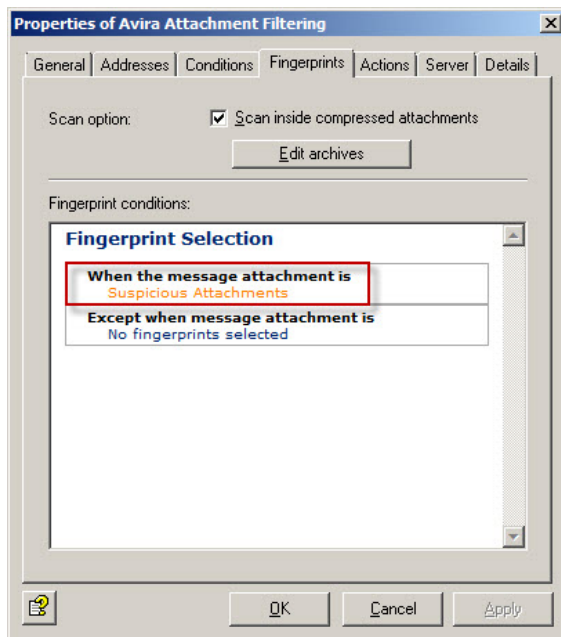 Properties of Avira Attachment Filtering
General Addresses Conditions Fingerprints Actions Server Details
Scan option: Scan inside compressed attachments
Edit archives
Fingerprint conditions:
Fingerprint Selection
When the message attachment is
Suspicious Attachments
Except when message attachment is
No fingerprints selected
OK Cancel Apply